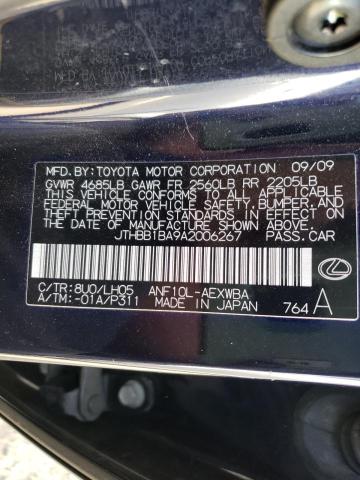 MFD. BY: TOYOTA MOTOR CORPORATION 09/09
GVWR 4685LB GAWR FR 2560LB RR 2205LB
THIS VEHICLE CONFORMS TO ALL APPLICABLE
FEDERAL MOTOR VEHICLE SAFETY, BUMPER, AND
THEFT PREVENTION STANDARDS IN EFFECT ON
THE DATE OF MANUFACTURE SHOWN ABOVE.
JTHBB1BA9A2006267 PASS. CAR
C/TR: 8U0/LH05 ANF10L-AEXWBA
A/TM: -01A/P311 MADE IN JAPAN 764 A